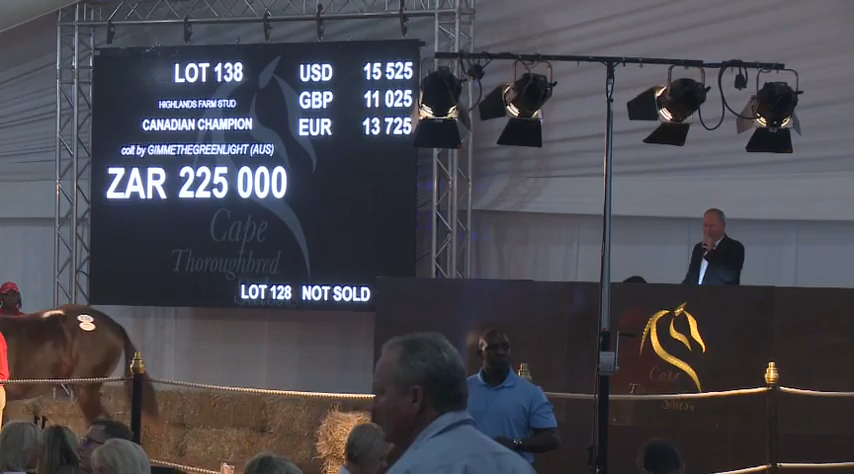 LOT 138
HIGHLANDS FARM STUD
CANADIAN CHAMPION
colt by GIMMETHEGREENLIGHT (AUS)
ZAR 225 000
USD 15 525
GBP 11 025
EUR 13 725
Cape
Thoroughbred
LOT 128 NOT SOLD
Cape